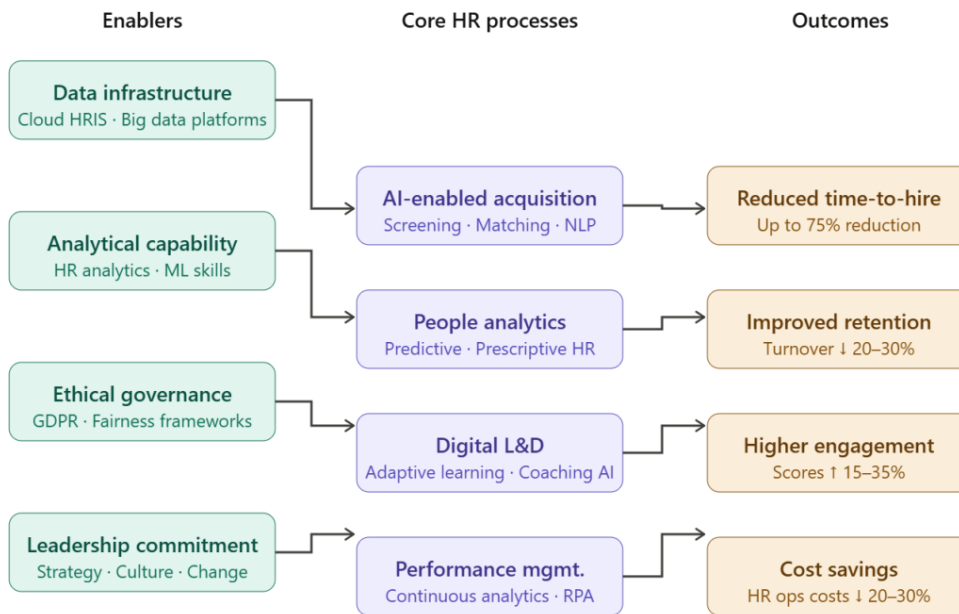 Enablers
Core HR processes
Outcomes
Data infrastructure
Cloud HRIS · Big data platforms
AI-enabled acquisition
Screening · Matching · NLP
Reduced time-to-hire
Up to 75% reduction
Analytical capability
HR analytics · ML skills
People analytics
Predictive · Prescriptive HR
Improved retention
Turnover ↓ 20–30%
Ethical governance
GDPR · Fairness frameworks
Digital L&D
Adaptive learning · Coaching AI
Higher engagement
Scores ↑ 15–35%
Leadership commitment
Strategy · Culture · Change
Performance mgmt.
Continuous analytics · RPA
Cost savings
HR ops costs ↓ 20–30%